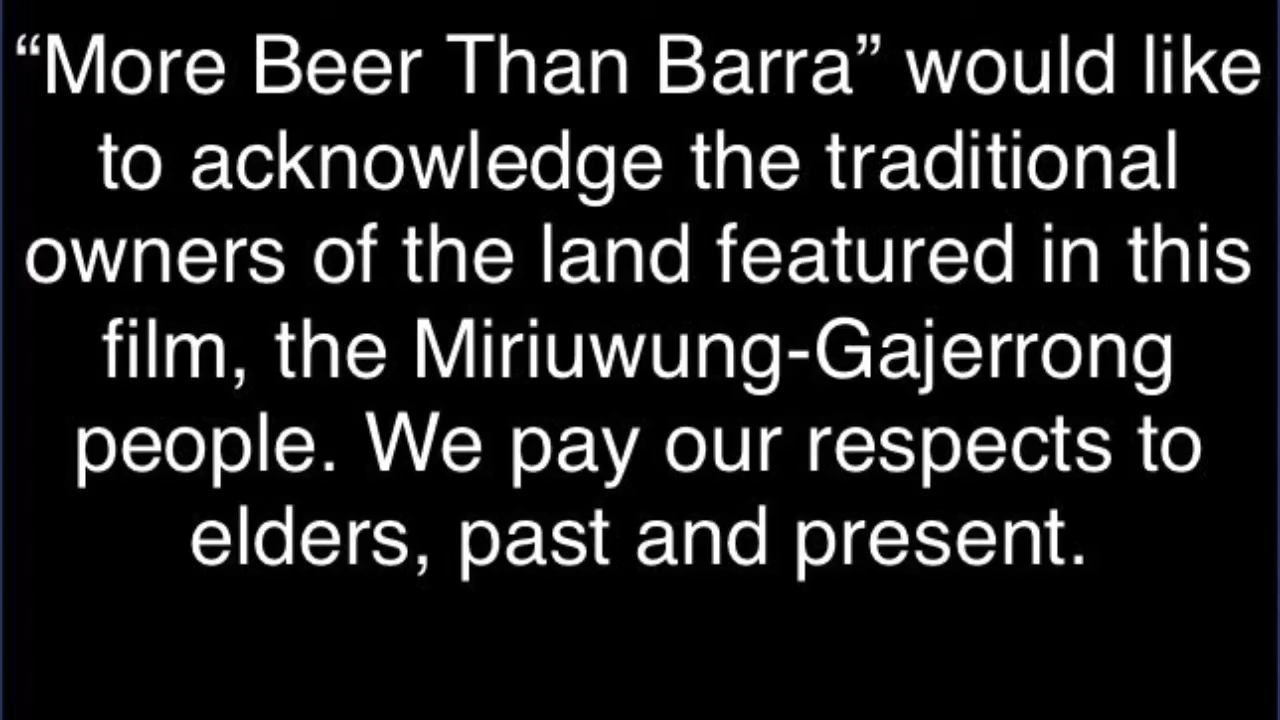 “More Beer Than Barra” would like
to acknowledge the traditional
owners of the land featured in this
film, the Miriuwung-Gajerrong
people. We pay our respects to
elders, past and present.